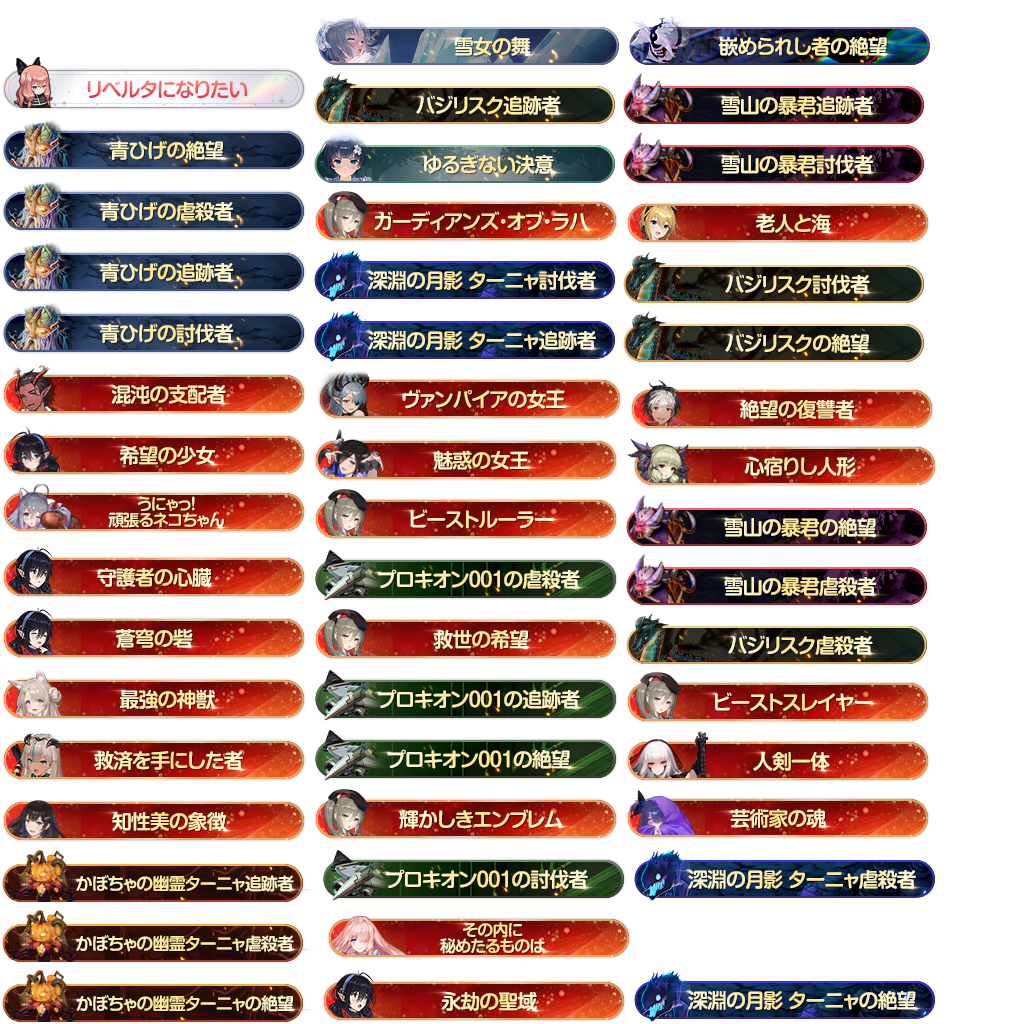 リベルタになりたい
青ひげの絶望
青ひげの虐殺者
青ひげの追跡者
青ひげの討伐者
混沌の支配者
希望の少女
うにゃっ!
頑張るネコちゃん
守護者の心臓
蒼穹の砦
最強の神獣
救済を手にした者
知性美の象徴
かぼちゃの幽霊ターニャ追跡者
かぼちゃの幽霊ターニャ虐殺者
かぼちゃの幽霊ターニャの絶望
雪女の舞
バジリスク追跡者
ゆるぎない決意
ガーディアンズ・オブ・ラハ
深淵の月影 ターニャ討伐者
深淵の月影 ターニャ追跡者
ヴァンパイアの女王
魅惑の女王
ビーストルーラー
プロキオン001の虐殺者
救世の希望
プロキオン001の追跡者
プロキオン001の絶望
輝かしきエンブレム
プロキオン001の討伐者
その内に
秘めたるものは
永劫の聖域
嵌められし者の絶望
雪山の暴君追跡者
雪山の暴君討伐者
老人と海
バジリスク討伐者
バジリスクの絶望
絶望の復讐者
心宿りし人形
雪山の暴君の絶望
雪山の暴君虐殺者
バジリスク虐殺者
ビーストスレイヤー
人剣一体
芸術家の魂
深淵の月影 ターニャ虐殺者
深淵の月影 ターニャの絶望